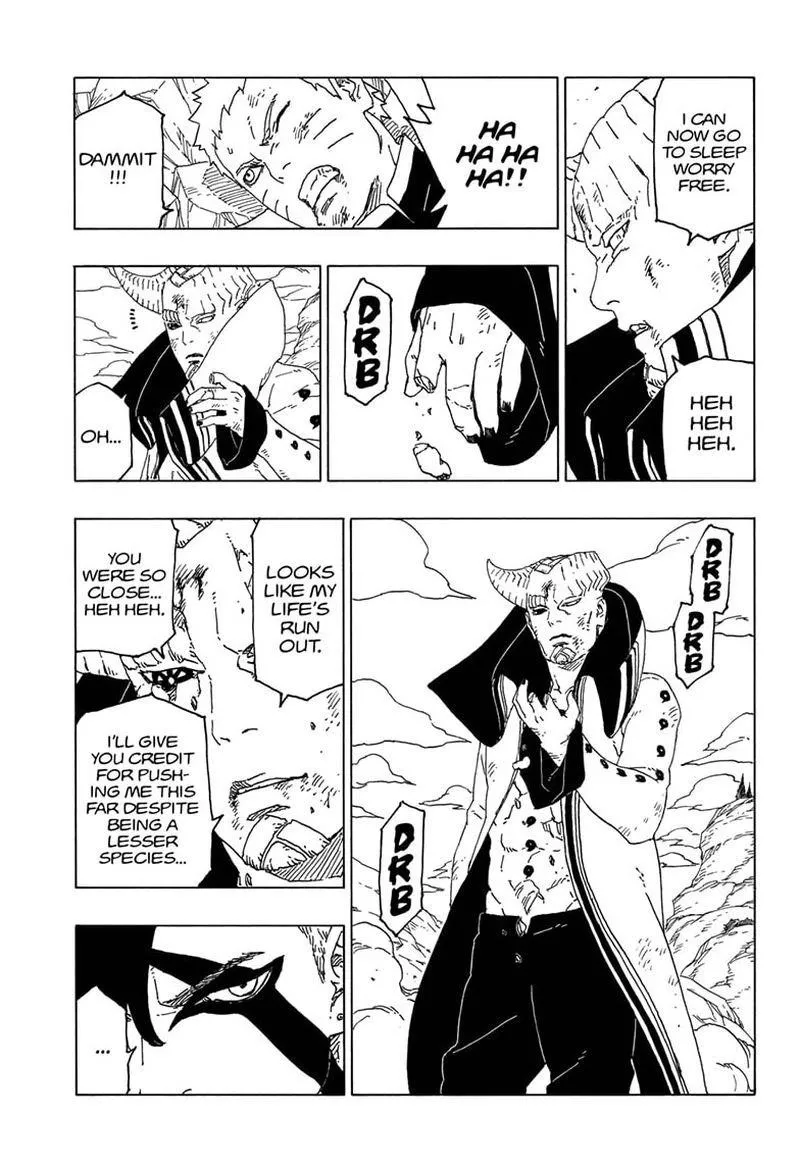 I CAN
NOW GO
TO SLEEP
WORRY
FREE.
HEH
HEH
HEH.
HA
HA HA
HA!!
DAMMIT
!!!
DRB
OH...
DRB
DRB
DRB
LOOKS
LIKE MY
LIFE'S
RUN
OUT.
YOU
WERE SO
CLOSE...
HEH HEH.
I'LL GIVE
YOU CREDIT
FOR PUSH-
ING ME THIS
FAR DESPITE
BEING A
LESSER
SPECIES...
...